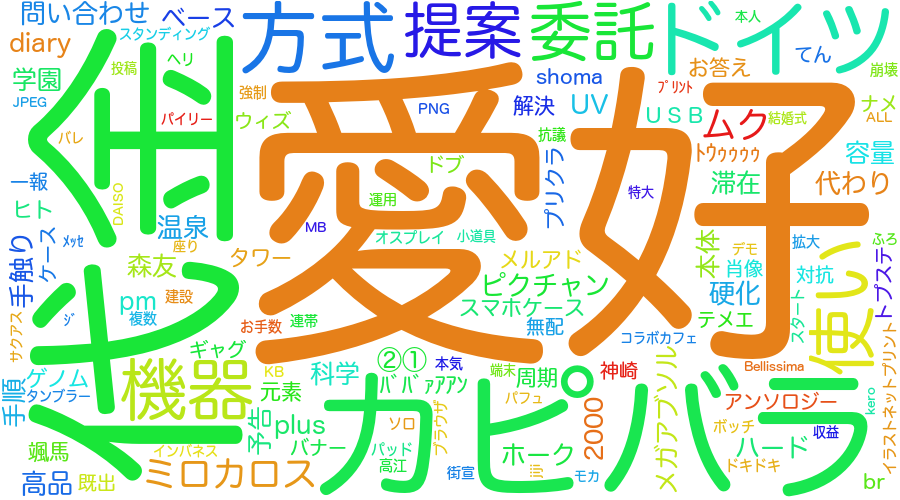 問い合わせ
ベース
diary
スタンディング
方式
提案
委託
ドイツ
本人
てん
学園
投稿
ヘリ
JPEG
バレ
パイリー
強制
ウィズ
PNG
shoma
解決
UV
お答え
ﾌﾟﾘﾝﾄ
USB
崩壊
ナメ
ALL
結婚式
ムク
抗議
ドブ
プリクラ
特大
滞在
ﾄｳｩｩｩｩ
容量
代わり
愛好
一報
DAISO
ヒト
温泉
運用
MB
オスプレイ
小道具
手触り
ケース
ﾒｯｾ
座り
森友
タワー
メルアド
本体
デモ
拡大
ふろ
肖像
対抗
トプステ
使い
ピクチャン
スマホケース
硬化
スタート
サクアス
ｼﾞ
pm
建設
複数
お手数
連帯
無配
コラボカフェ
テメエ
ギャグ
②①
本気
KB
端末
周期
神崎
Bellissima
ゲノム
タンブラー
手順
機器
元素
科学
ﾊﾞﾊﾞｧｱｱﾝ
カピバラ
メガアブソル
2000
アンソロジー
kero
イラストネットプリント
予告
plus
ソロ
ブラウザ
パフュ
ボッチ
収益
颯馬
バナー
パッド
高江
インパネス
ホーク
ハード
ドキドキ
高品
既出
ミロカロス
街宣
jiji
モカ
br